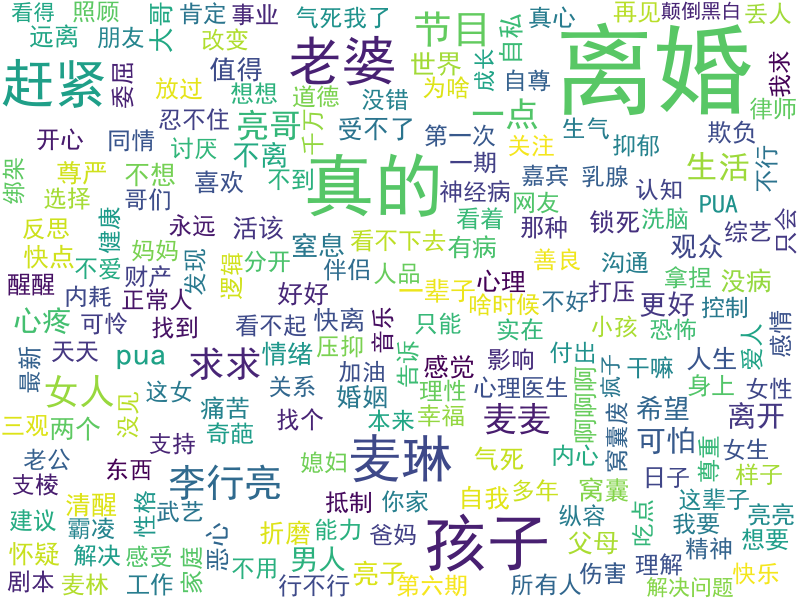 看得
照顾
大哥
肯定
事业
气死我了
节目
自私
真心
再见
颠倒黑白
丢人
远离
朋友
改变
老婆
世界
成长
离婚
我求
赶紧
委屈
放过
值得
想想
道德
没错
为啥
自尊
律师
开心
同情
忍不住
亮哥
千万
受不了
第一次
一点
关注
生气
抑郁
欺负
绑架
尊严
不想
讨厌
不离
一期
嘉宾
乳腺
生活
不行
选择
哥们
喜欢
不到
真的
神经病
网友
认知
PUA
只会
反思
健康
永远
活该
看着
那种
锁死
洗脑
综艺
快点
妈妈
发现
逻辑
窒息
看不下去
有病
善良
沟通
观众
醒醒
不爱
财产
分开
伴侣
人品
心理
拿捏
没病
内耗
正常人
好好
一辈子
啥时候
不好
打压
更好
控制
心疼
可怜
找到
看不起
快离
音乐
只能
实在
小孩
恐怖
爱人
感情
最新
天天
pua
求求
情绪
压抑
告诉
感觉
影响
付出
疯子
干嘛
人生
女人
这女
关系
加油
婚姻
理性
心理医生
啊啊啊
身上
女性
三观
两个
没见
痛苦
奇葩
找个
本来
幸福
麦麦
窝囊废
希望
离开
老公
支持
媳妇
麦琳
气死
内心
可怕
尊重
女生
支棱
东西
李行亮
抵制
你家
自我
多年
窝囊
日子
样子
建议
清醒
霸凌
性格
武艺
恶心
折磨
能力
爸妈
孩子
纵容
吃点
这辈子
我要
亮亮
想要
怀疑
解决
感受
家庭
不用
男人
亮子
父母
理解
精神
剧本
麦林
工作
行不行
第六期
所有人
伤害
解决问题
快乐